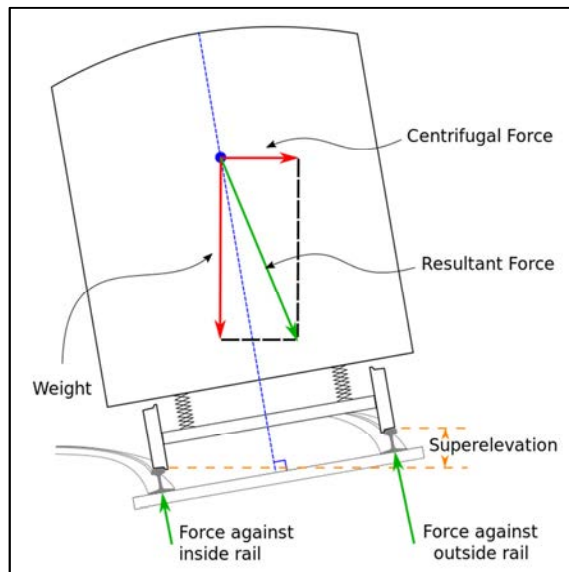 Centrifugal Force
Resultant Force
Weight
Superelevation
Force against
inside rail
Force against
outside rail